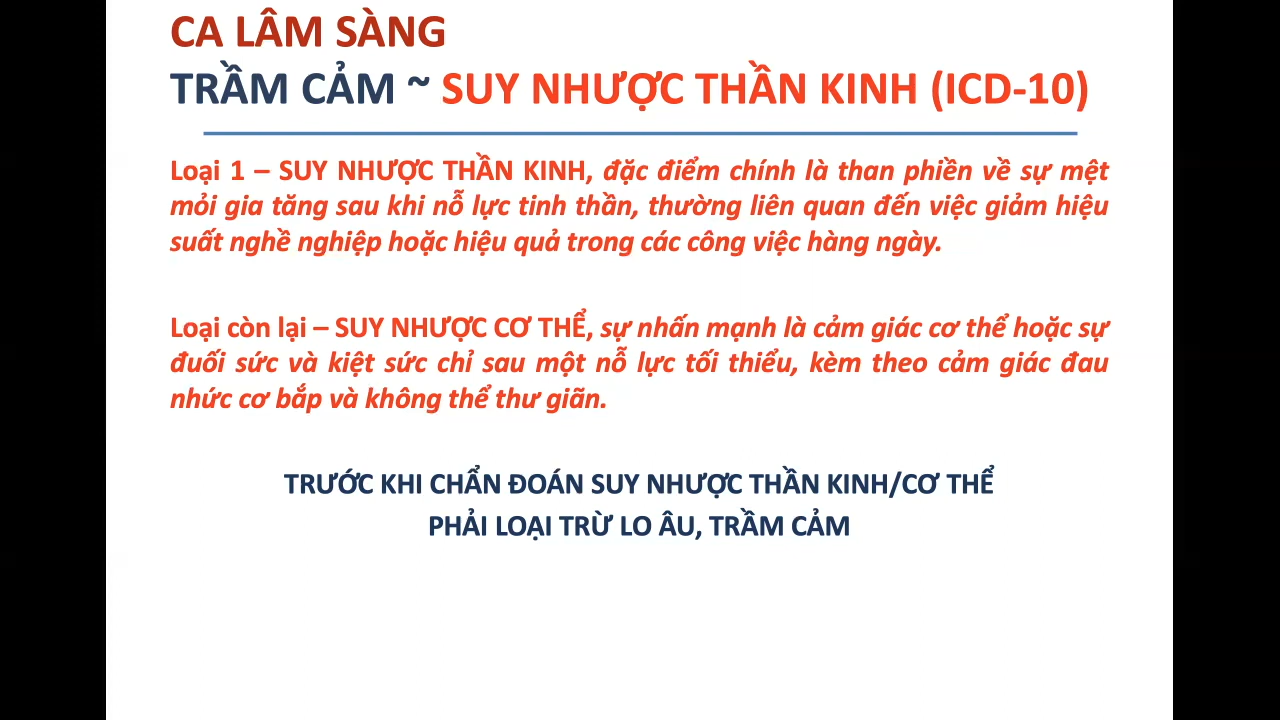 CA LÂM SÀNG
TRẦM CẢM ~ SUY NHƯỢC THẦN KINH (ICD-10)
Loại 1 – SUY NHƯỢC THẦN KINH, đặc điểm chính là than phiền về sự mệt
mỏi gia tăng sau khi nỗ lực tinh thần, thường liên quan đến việc giảm hiệu
suất nghề nghiệp hoặc hiệu quả trong các công việc hàng ngày.
Loại còn lại – SUY NHƯỢC CƠ THỂ, sự nhấn mạnh là cảm giác cơ thể hoặc sự
đuối sức và kiệt sức chỉ sau một nỗ lực tối thiểu, kèm theo cảm giác đau
nhức cơ bắp và không thể thư giãn.
TRƯỚC KHI CHẨN ĐOÁN SUY NHƯỢC THẦN KINH/CƠ THỂ
PHẢI LOẠI TRỪ LO ÂU, TRẦM CẢM